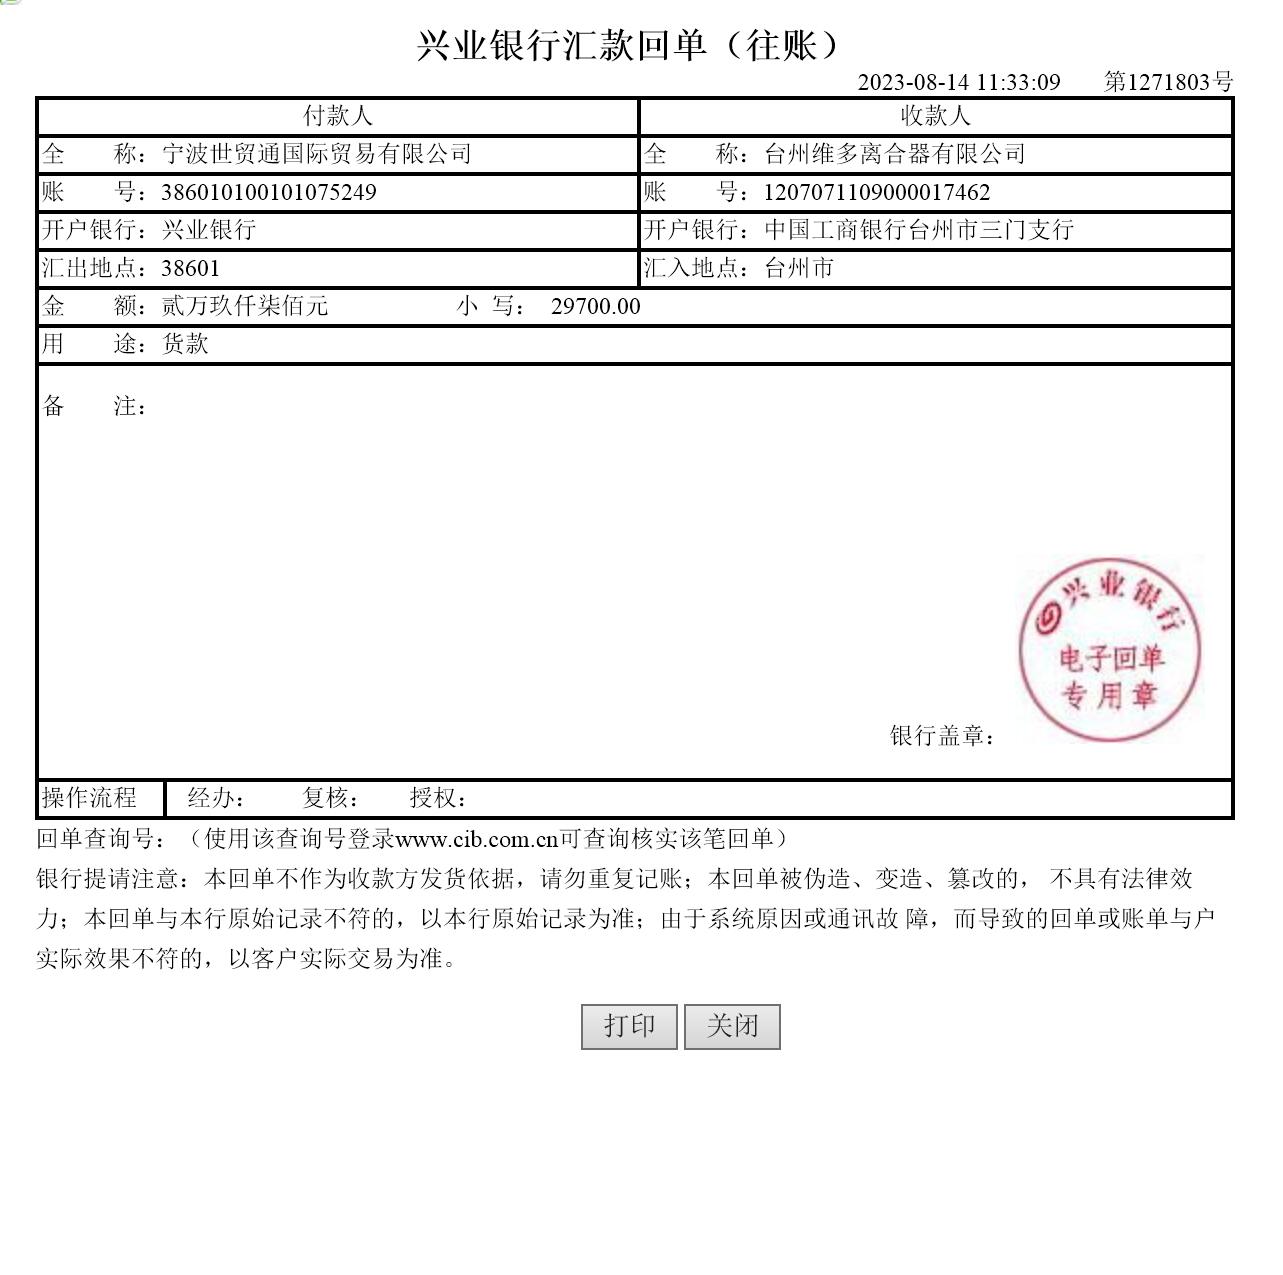 兴业银行汇款回单（往账）
2023-08-14 11:33:09 第1271803号
付款人 收款人
全 称：宁波世贸通国际贸易有限公司 全 称：台州维多离合器有限公司
账 号：386010100101075249 账 号：1207071109000017462
开户银行：兴业银行 开户银行：中国工商银行台州市三门支行
汇出地点：38601 汇入地点：台州市
金 额：贰万玖仟柒佰元 小 写： 29700.00
用 途：货款
备 注：
兴业银行
电子回单
专用章
银行盖章：
操作流程 经办： 复核： 授权：
回单查询号：（使用该查询号登录www.cib.com.cn可查询核实该笔回单）
银行提请注意：本回单不作为收款方发货依据，请勿重复记账；本回单被伪造、变造、篡改的， 不具有法律效
力；本回单与本行原始记录不符的，以本行原始记录为准；由于系统原因或通讯故 障，而导致的回单或账单与户
实际效果不符的，以客户实际交易为准。
打印 关闭